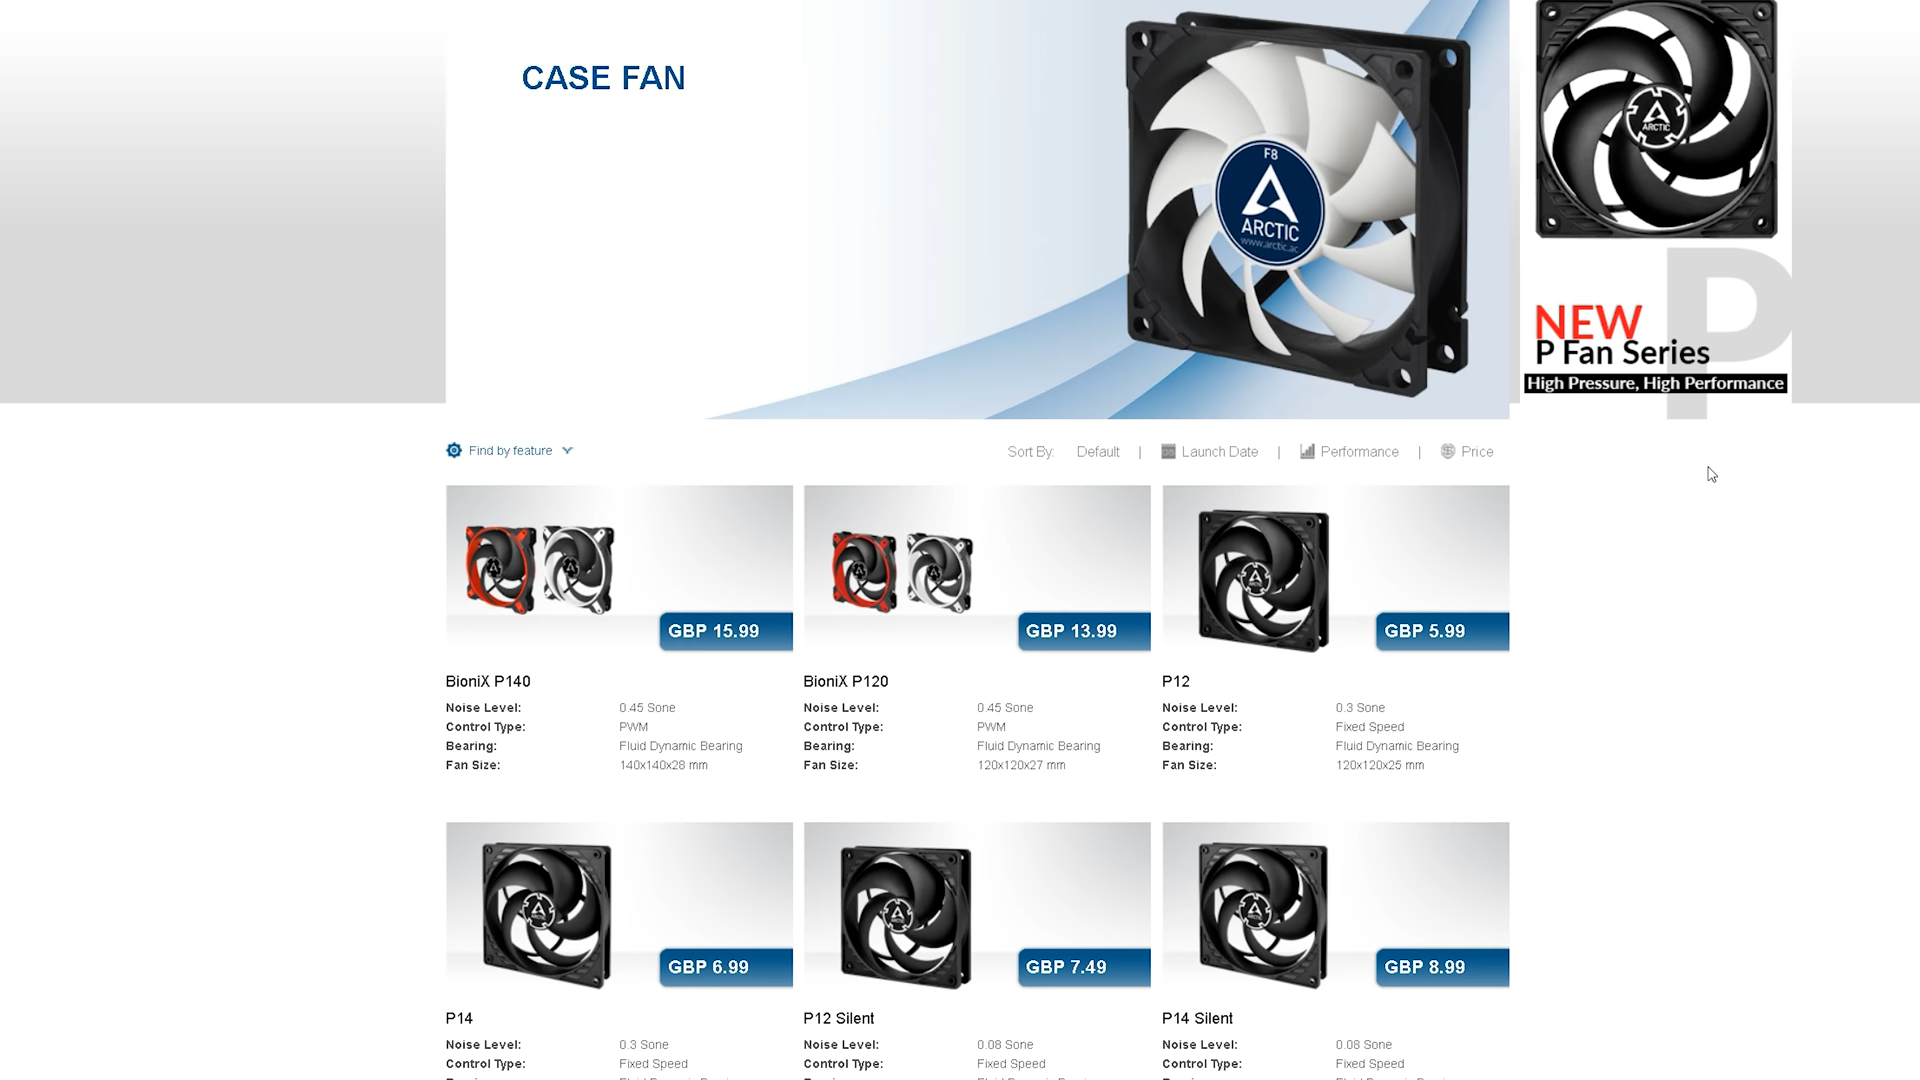 CASE FAN
F8
ARCTIC
www.arctic.ac
ARCTIC
P
NEW
P Fan Series
High Pressure, High Performance
Find by feature
Sort By: Default | Launch Date | Performance | Price
GBP 15.99
GBP 13.99
GBP 5.99
BioniX P140
Noise Level: 0.45 Sone
Control Type: PWM
Bearing: Fluid Dynamic Bearing
Fan Size: 140x140x28 mm
BioniX P120
Noise Level: 0.45 Sone
Control Type: PWM
Bearing: Fluid Dynamic Bearing
Fan Size: 120x120x27 mm
P12
Noise Level: 0.3 Sone
Control Type: Fixed Speed
Bearing: Fluid Dynamic Bearing
Fan Size: 120x120x25 mm
ARCTIC
GBP 6.99
ARCTIC
GBP 7.49
ARCTIC
GBP 8.99
P14
Noise Level: 0.3 Sone
Control Type: Fixed Speed
P12 Silent
Noise Level: 0.08 Sone
Control Type: Fixed Speed
P14 Silent
Noise Level: 0.08 Sone
Control Type: Fixed Speed